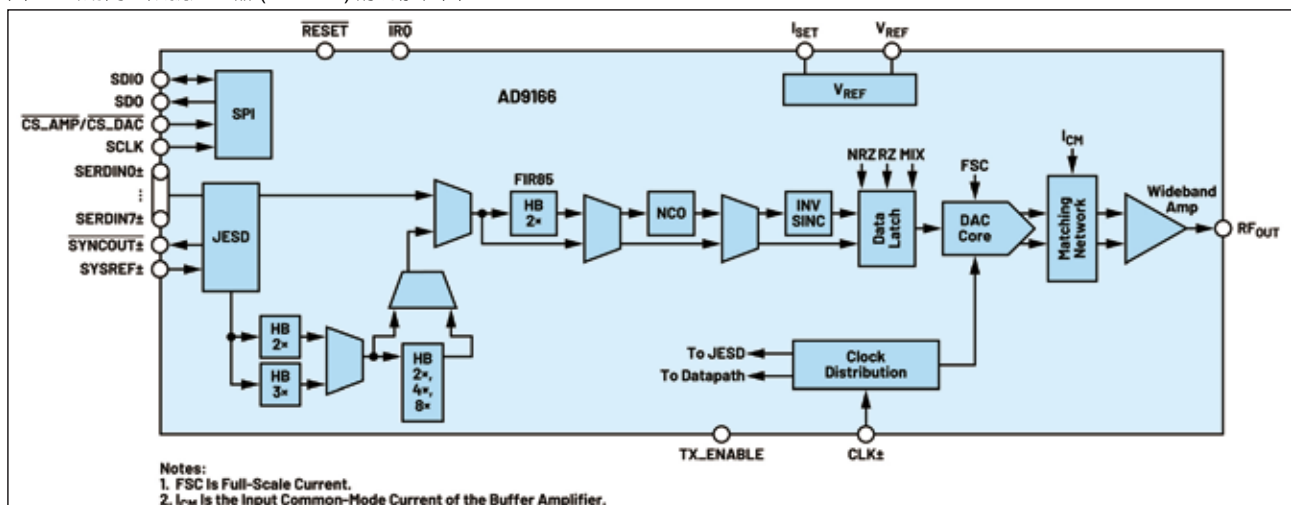 RESET
IRQ
ISET
VREF
SDIO
SDO
CS_AMP/CS_DAC
SCLK
SERDIN0±
⋮
SERDIN7±
SYNCOUT±
SYSREF±
SPI
AD9166
VREF
JESD
FIR85
HB
2×
NCO
INV
SINC
NRZ RZ MIX
Data
Latch
FSC
DAC
Core
ICM
Matching
Network
Wideband
Amp
RFOUT
HB
2×
HB
3×
HB
2×,
4×,
8×
To JESD
To Datapath
Clock
Distribution
TX_ENABLE
CLK±
Notes:
1. FSC Is Full-Scale Current.
2. ICM Is the Input Common-Mode Current of the Buffer Amplifier.